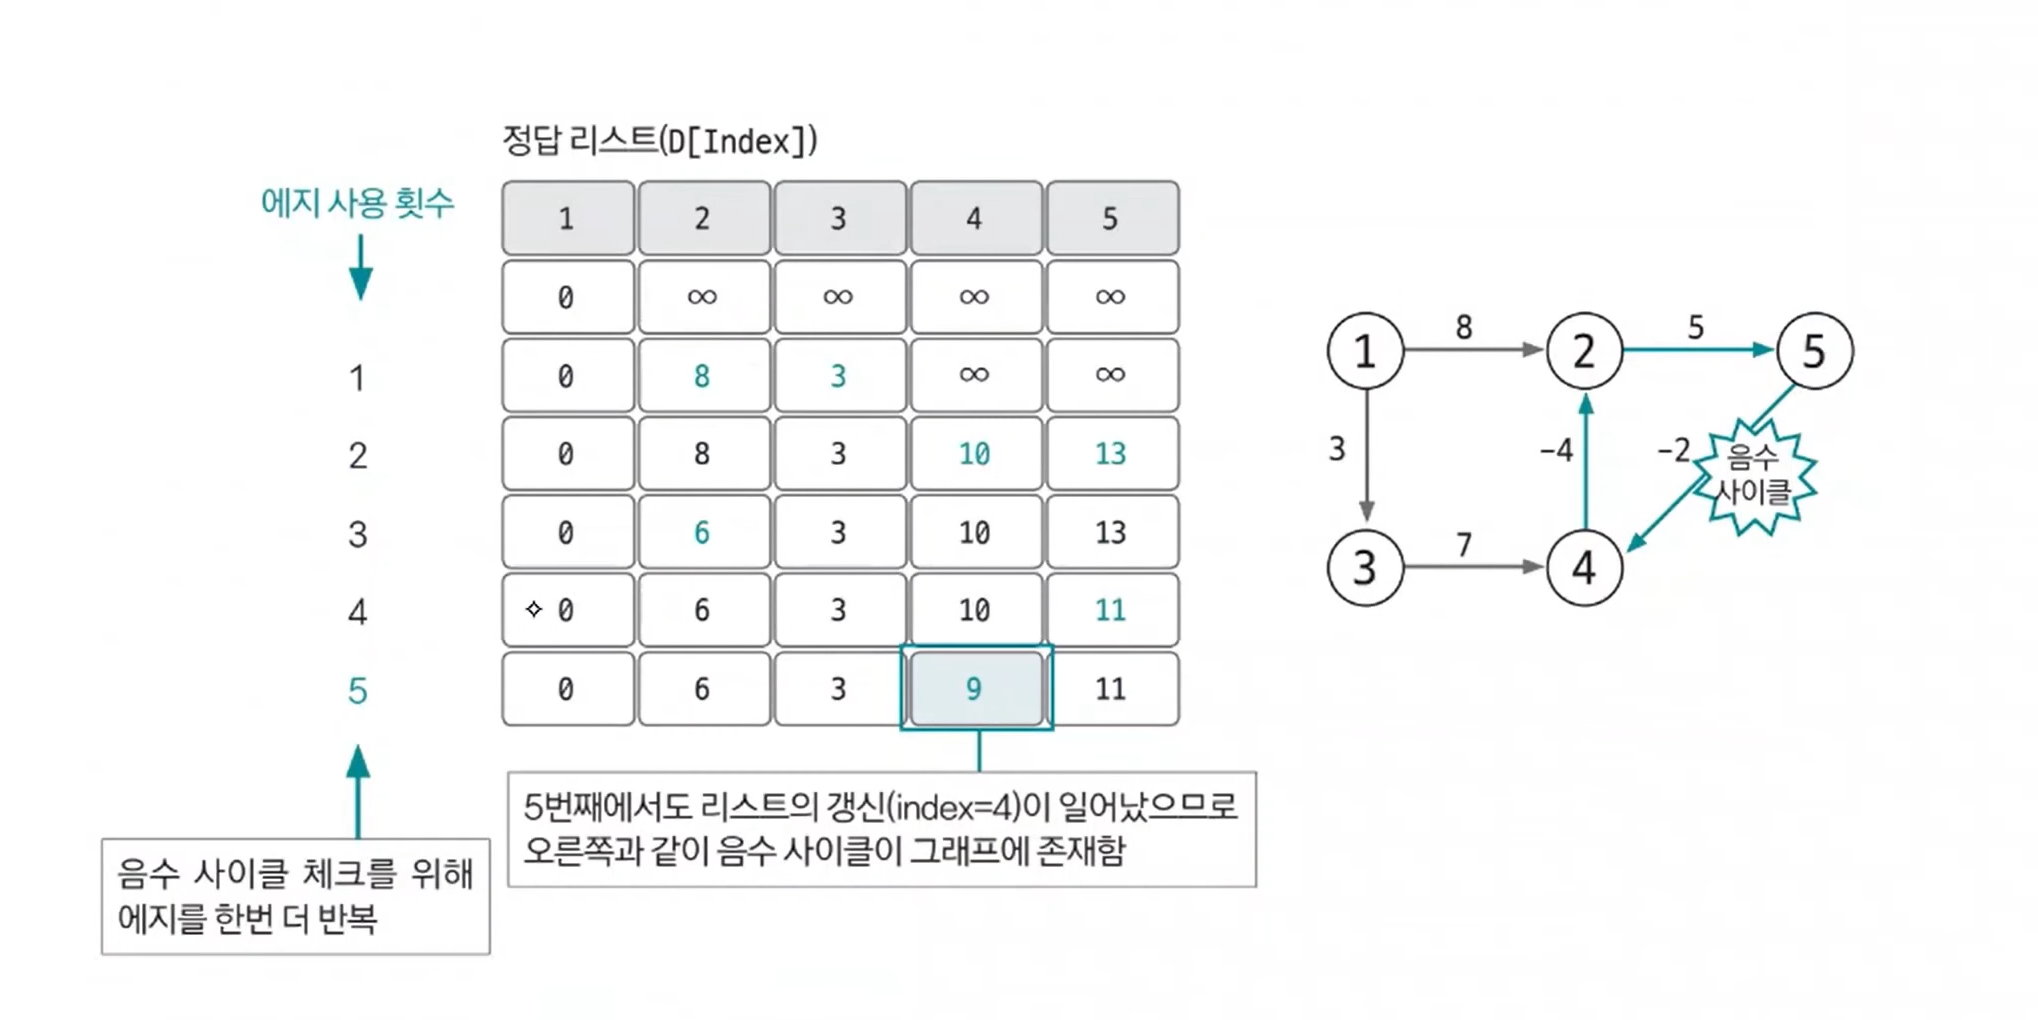 정답 리스트(D[Index])
에지 사용 횟수
1 2 3 4 5
0 ∞ ∞ ∞ ∞
1 0 8 3 ∞ ∞
2 0 8 3 10 13
3 0 6 3 10 13
4 0 6 3 10 11
5 0 6 3 9 11
음수 사이클 체크를 위해
에지를 한번 더 반복
5번째에서도 리스트의 갱신(index=4)이 일어났으므로
오른쪽과 같이 음수 사이클이 그래프에 존재함
1 8 2 5 5
3 -4 -2 음수
사이클
3 7 4